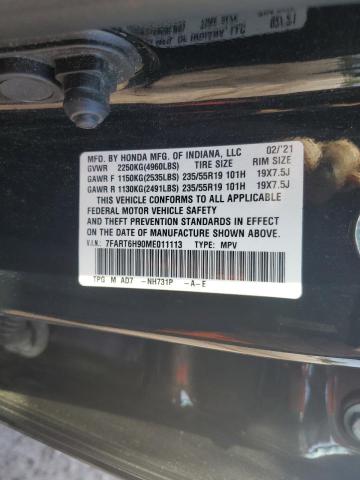 MFD. BY HONDA MFG. OF INDIANA, LLC 02/'21
GVWR 2250KG(4960LBS) TIRE SIZE RIM SIZE
GAWR F 1150KG(2535LBS) 235/55R19 101H 19X7.5J
GAWR R 1130KG(2491LBS) 235/55R19 101H 19X7.5J
THIS VEHICLE CONFORMS TO ALL APPLICABLE
FEDERAL MOTOR VEHICLE SAFETY
AND THEFT PREVENTION STANDARDS IN EFFECT
ON THE DATE OF MANUFACTURE SHOWN ABOVE.
V.I.N.: 7FART6H90ME011113 TYPE: MPV
TPG M AD7 -NH731P -A-E